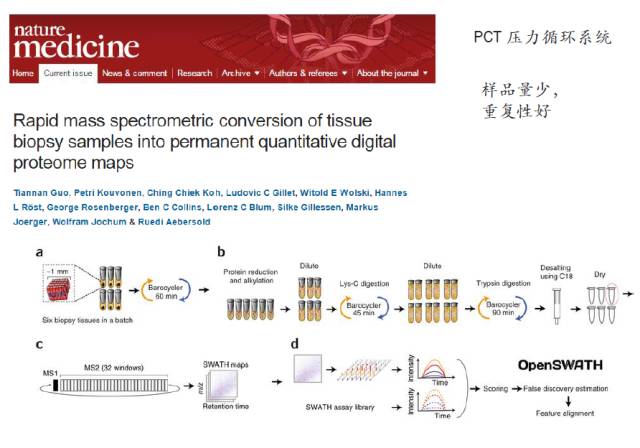 nature
medicine
Home Current issue News & comment Research Archive Authors & referees About the journal
PCT 压力循环系统
样品量少，
重复性好
Rapid mass spectrometric conversion of tissue
biopsy samples into permanent quantitative digital
proteome maps
Tiannan Guo, Petri Kouvonen, Ching Chiek Koh, Ludovic C Gillet, Witold E Wolski, Hannes
L Röst, George Rosenberger, Ben C Collins, Lorenz C Blum, Silke Gillessen, Markus
Joerger, Wolfram Jochum & Ruedi Aebersold
a
~1 mm
Barocycler
60 min
Six biopsy tissues in a batch
b
Protein reduction
and alkylation
Dilute
Lys-C digestion
Barocycler
45 min
Dilute
Trypsin digestion
Barocycler
90 min
Desalting
using C18
Dry
c
MS1
MS2 (32 windows)
SWATH maps
m/z
Retention time
d
SWATH assay library
Intensity
Time
Intensity
Time
Scoring
OpenSWATH
False discovery estimation
Feature alignment